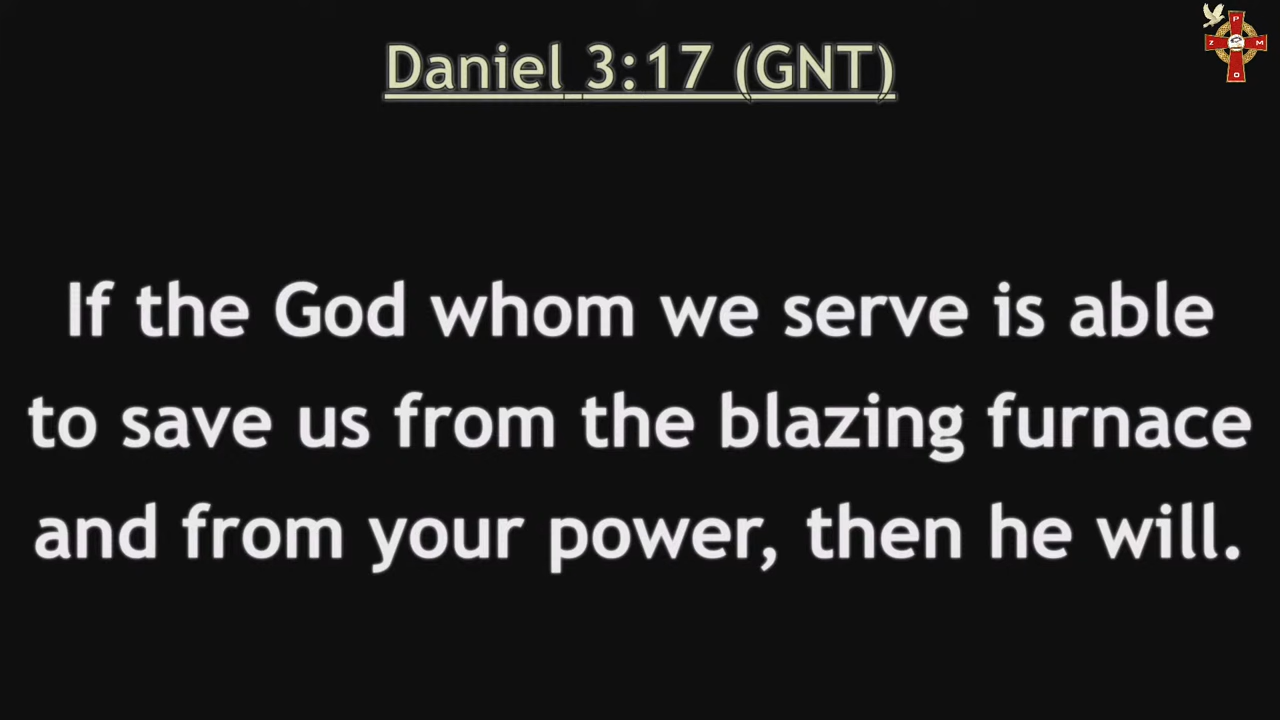 Daniel 3:17 (GNT)
P
Z M
O
If the God whom we serve is able
to save us from the blazing furnace
and from your power, then he will.